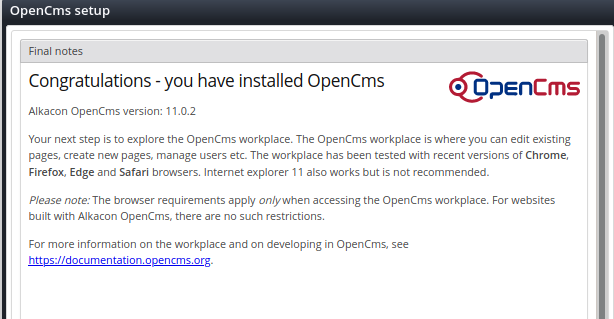 OpenCms setup
Final notes
Congratulations - you have installed OpenCms
OpenCms
Alkacon OpenCms version: 11.0.2
Your next step is to explore the OpenCms workplace. The OpenCms workplace is where you can edit existing
pages, create new pages, manage users etc. The workplace has been tested with recent versions of Chrome,
Firefox, Edge and Safari browsers. Internet explorer 11 also works but is not recommended.
Please note: The browser requirements apply only when accessing the OpenCms workplace. For websites
built with Alkacon OpenCms, there are no such restrictions.
For more information on the workplace and on developing in OpenCms, see
https://documentation.opencms.org.